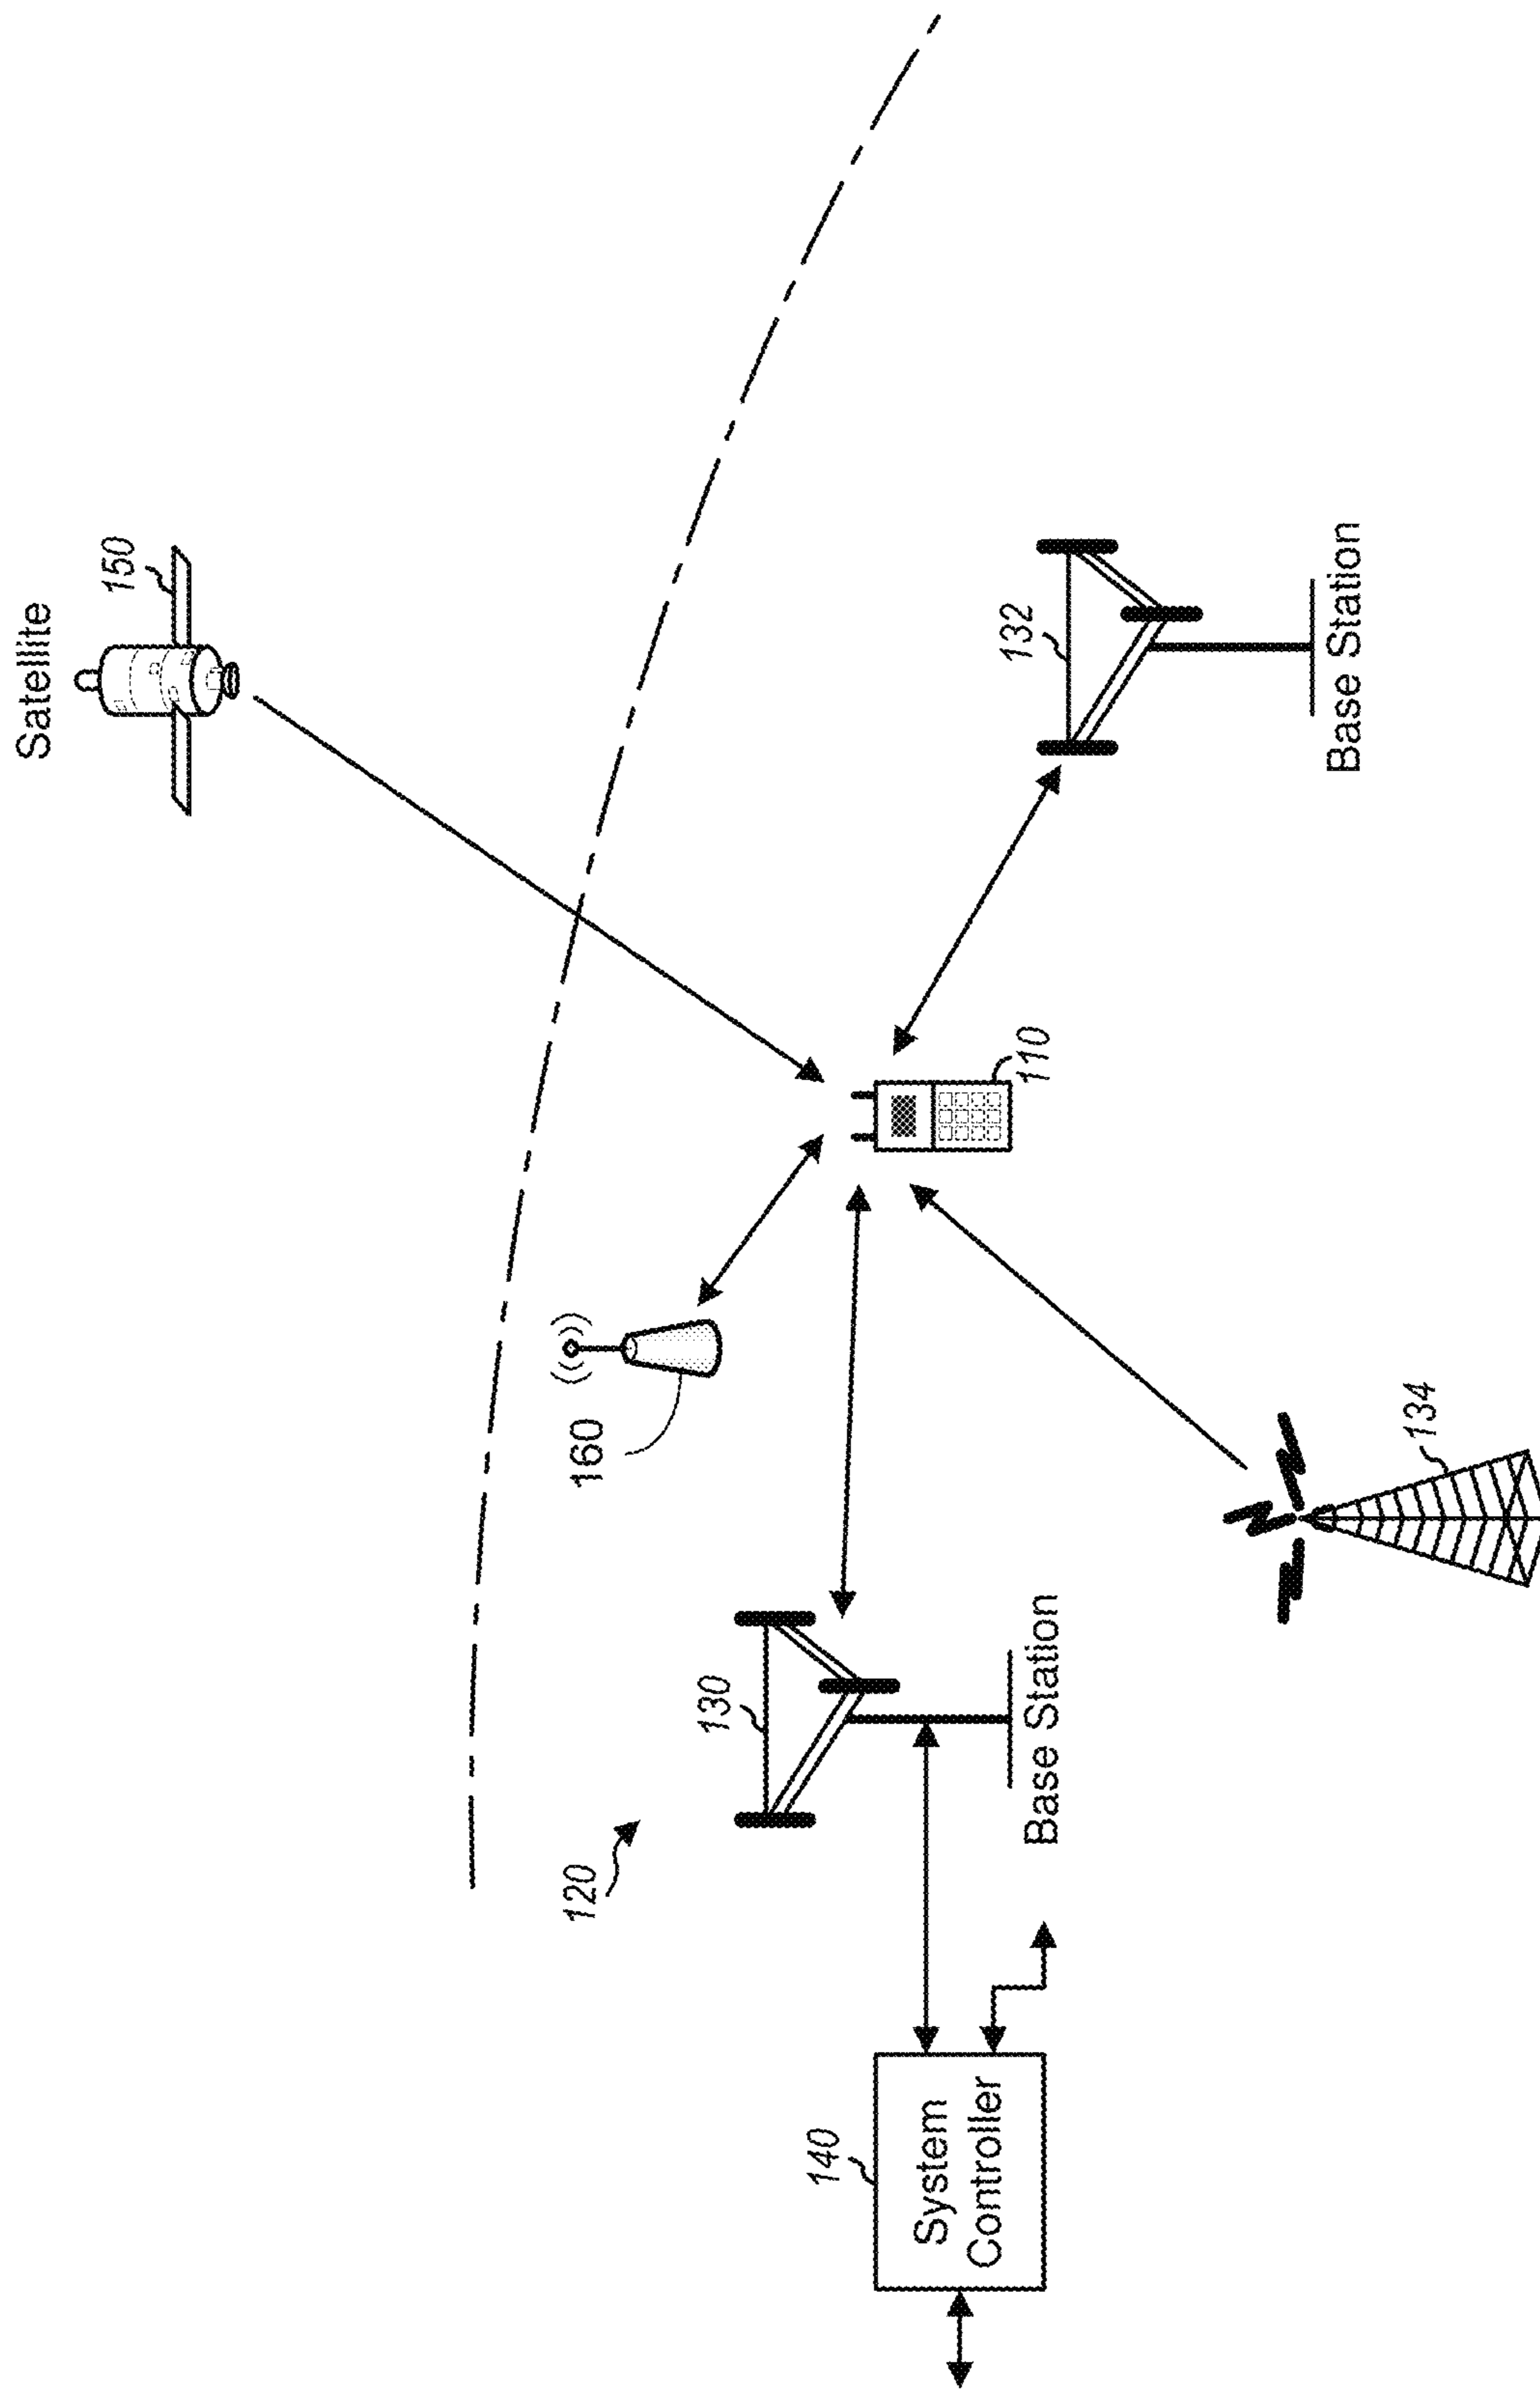 Satellite
150
120
130
160
132
140
System
Controller
110
Base Station
Base Station
134